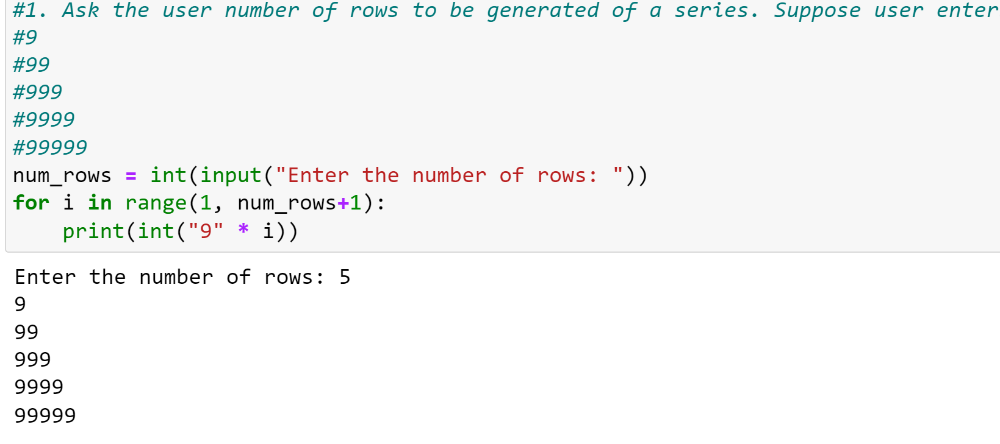 #1. Ask the user number of rows to be generated of a series. Suppose user enter
#9
#99
#999
#9999
#99999
num_rows = int(input("Enter the number of rows: "))
for i in range(1, num_rows+1):
    print(int("9" * i))
Enter the number of rows: 5
9
99
999
9999
99999